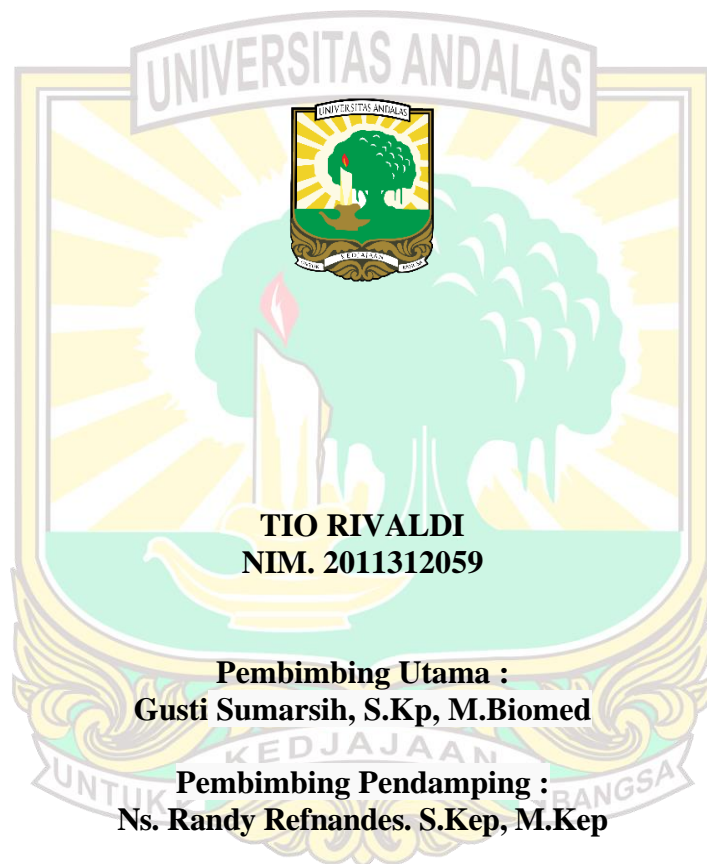 UNIVERSITAS ANDALAS
UNIVERSITAS ANDALAS
UNTUK KEDJAJAAN BANGSA
TIO RIVALDI
NIM. 2011312059
Pembimbing Utama :
Gusti Sumarsih, S.Kp, M.Biomed
KEDJAJAAN
UNTUK BANGSA
Pembimbing Pendamping :
Ns. Randy Refnandes. S.Kep, M.Kep